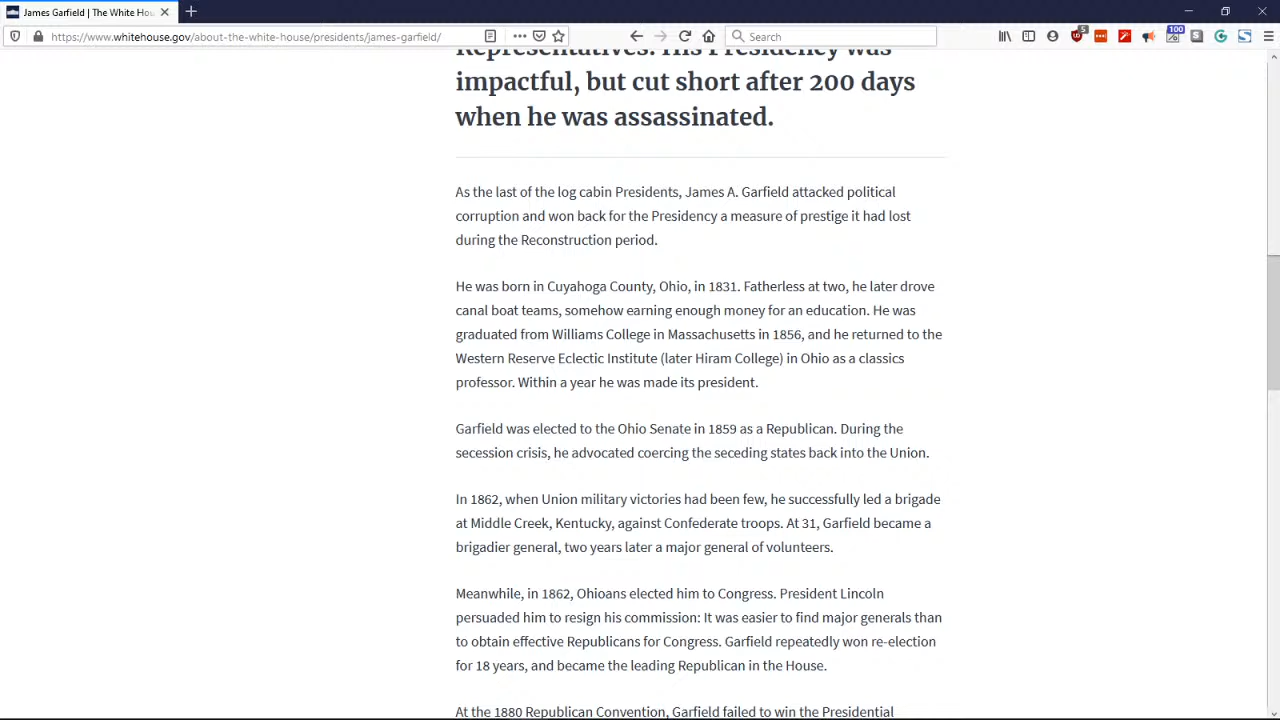 James Garfield | The White Hou
https://www.whitehouse.gov/about-the-white-house/presidents/james-garfield/
Search
5
100
Representatives. His Presidency was
impactful, but cut short after 200 days
when he was assassinated.
As the last of the log cabin Presidents, James A. Garfield attacked political
corruption and won back for the Presidency a measure of prestige it had lost
during the Reconstruction period.
He was born in Cuyahoga County, Ohio, in 1831. Fatherless at two, he later drove
canal boat teams, somehow earning enough money for an education. He was
graduated from Williams College in Massachusetts in 1856, and he returned to the
Western Reserve Eclectic Institute (later Hiram College) in Ohio as a classics
professor. Within a year he was made its president.
Garfield was elected to the Ohio Senate in 1859 as a Republican. During the
secession crisis, he advocated coercing the seceding states back into the Union.
In 1862, when Union military victories had been few, he successfully led a brigade
at Middle Creek, Kentucky, against Confederate troops. At 31, Garfield became a
brigadier general, two years later a major general of volunteers.
Meanwhile, in 1862, Ohioans elected him to Congress. President Lincoln
persuaded him to resign his commission: It was easier to find major generals than
to obtain effective Republicans for Congress. Garfield repeatedly won re-election
for 18 years, and became the leading Republican in the House.
At the 1880 Republican Convention, Garfield failed to win the Presidential